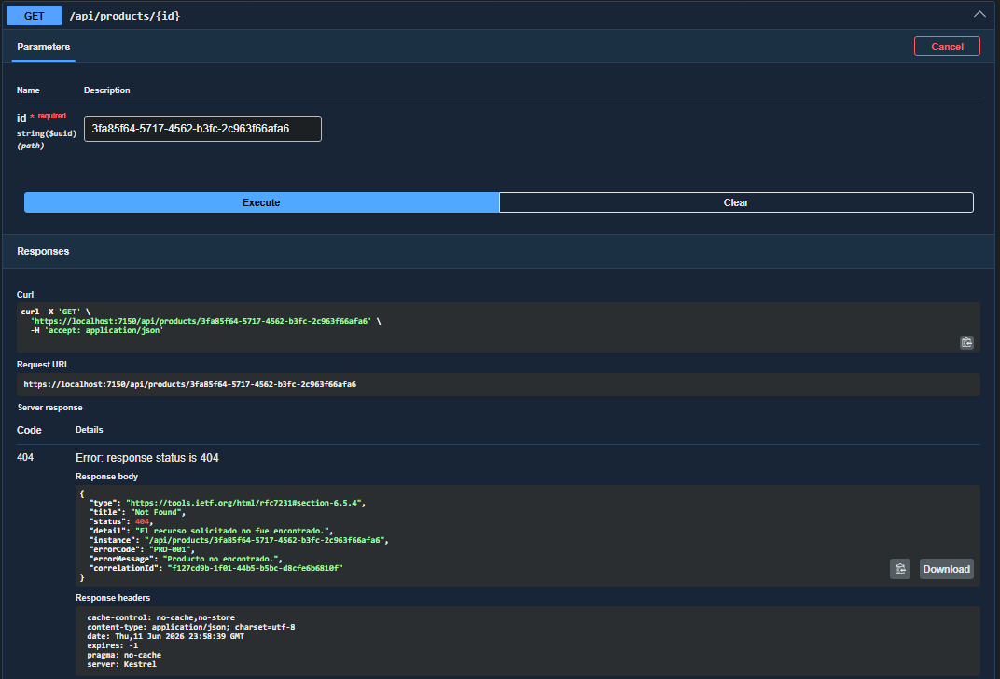 GET /api/products/{id}
Parameters Cancel
Name Description
id * required
string($uuid)
(path)
3fa85f64-5717-4562-b3fc-2c963f66afa6
Execute Clear
Responses
Curl
curl -X 'GET' \
  'https://localhost:7150/api/products/3fa85f64-5717-4562-b3fc-2c963f66afa6' \
  -H 'accept: application/json'
Request URL
https://localhost:7150/api/products/3fa85f64-5717-4562-b3fc-2c963f66afa6
Server response
Code Details
404 Error: response status is 404
Response body
{
  "type": "https://tools.ietf.org/html/rfc7231#section-6.5.4",
  "title": "Not Found",
  "status": 404,
  "detail": "El recurso solicitado no fue encontrado.",
  "instance": "/api/products/3fa85f64-5717-4562-b3fc-2c963f66afa6",
  "errorCode": "PRD-001",
  "errorMessage": "Producto no encontrado.",
  "correlationId": "f127cd9b-1f01-44b5-b5bc-d8cfe6b6810f"
}
Download
Response headers
cache-control: no-cache,no-store
content-type: application/json; charset=utf-8
date: Thu,11 Jun 2026 23:58:39 GMT
expires: -1
pragma: no-cache
server: Kestrel